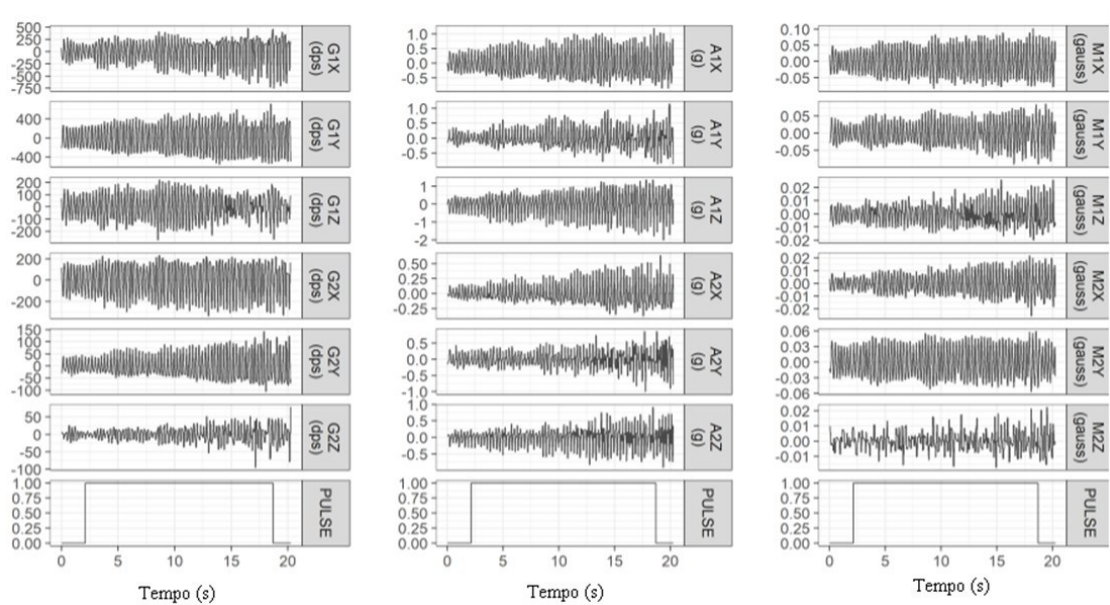 500
250
0
-250
-500
-750
G1X
(dps)
400
0
-400
G1Y
(dps)
200
100
0
-100
-200
G1Z
(dps)
200
0
-200
G2X
(dps)
150
100
50
0
-50
-100
G2Y
(dps)
50
0
-50
-100
G2Z
(dps)
1.00
0.75
0.50
0.25
0.00
PULSE
0 5 10 15 20
Tempo (s)
1.0
0.5
0.0
-0.5
A1X
(g)
1.0
0.5
0.0
-0.5
A1Y
(g)
1
0
-1
-2
A1Z
(g)
0.50
0.25
0.00
-0.25
A2X
(g)
0.5
0.0
-0.5
-1.0
A2Y
(g)
1.0
0.5
0.0
-0.5
A2Z
(g)
1.00
0.75
0.50
0.25
0.00
PULSE
0 5 10 15 20
Tempo (s)
0.10
0.05
0.00
-0.05
M1X
(gauss)
0.05
0.00
-0.05
M1Y
(gauss)
0.02
0.01
0.00
-0.01
-0.02
M1Z
(gauss)
0.02
0.01
0.00
-0.01
-0.02
M2X
(gauss)
0.06
0.03
0.00
-0.03
-0.06
M2Y
(gauss)
0.02
0.01
0.00
-0.01
M2Z
(gauss)
1.00
0.75
0.50
0.25
0.00
PULSE
0 5 10 15 20
Tempo (s)